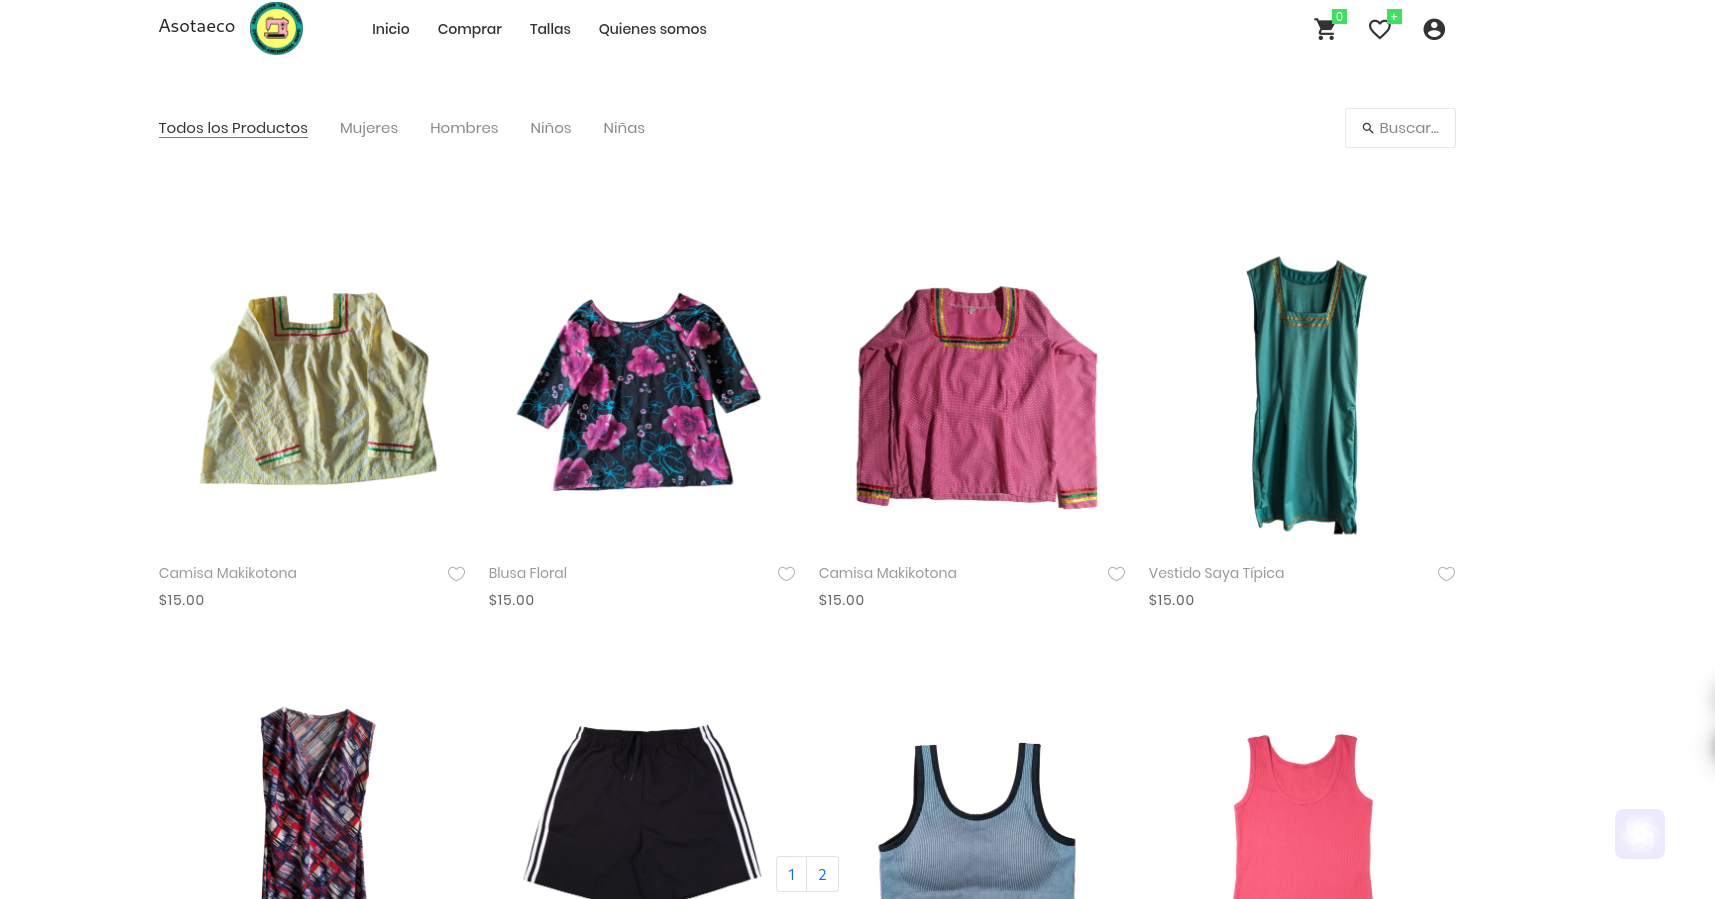 Asotaeco
Inicio Comprar Tallas Quienes somos
0 +
Todos los Productos Mujeres Hombres Niños Niñas
Buscar...
Camisa Makikotona
$15.00
Blusa Floral
$15.00
Camisa Makikotona
$15.00
Vestido Saya Típica
$15.00
1 2